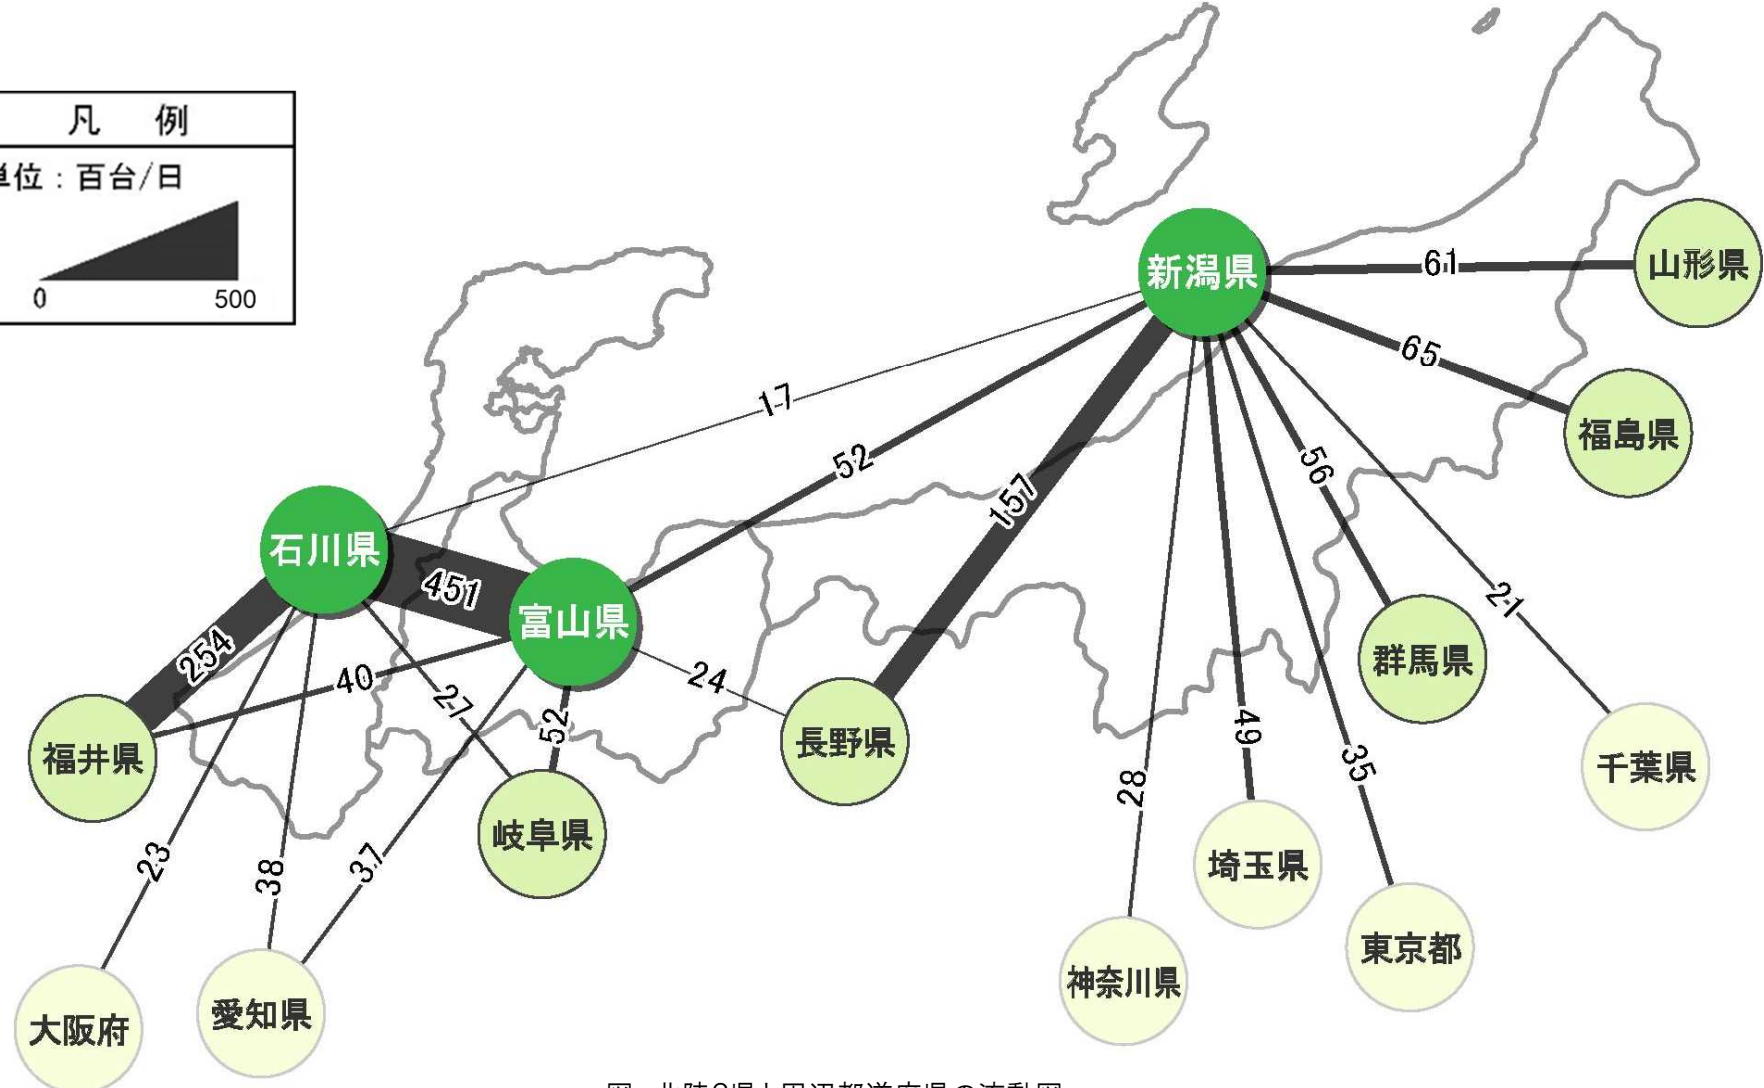 凡 例
単位:百台/日
0 500
新潟県
61
山形県
65
福島県
17
52
157
56
石川県
451
富山県
254
40
27
52
24
21
群馬県
福井県
長野県
49
35
千葉県
28
岐阜県
23
38
37
埼玉県
東京都
神奈川県
大阪府
愛知県